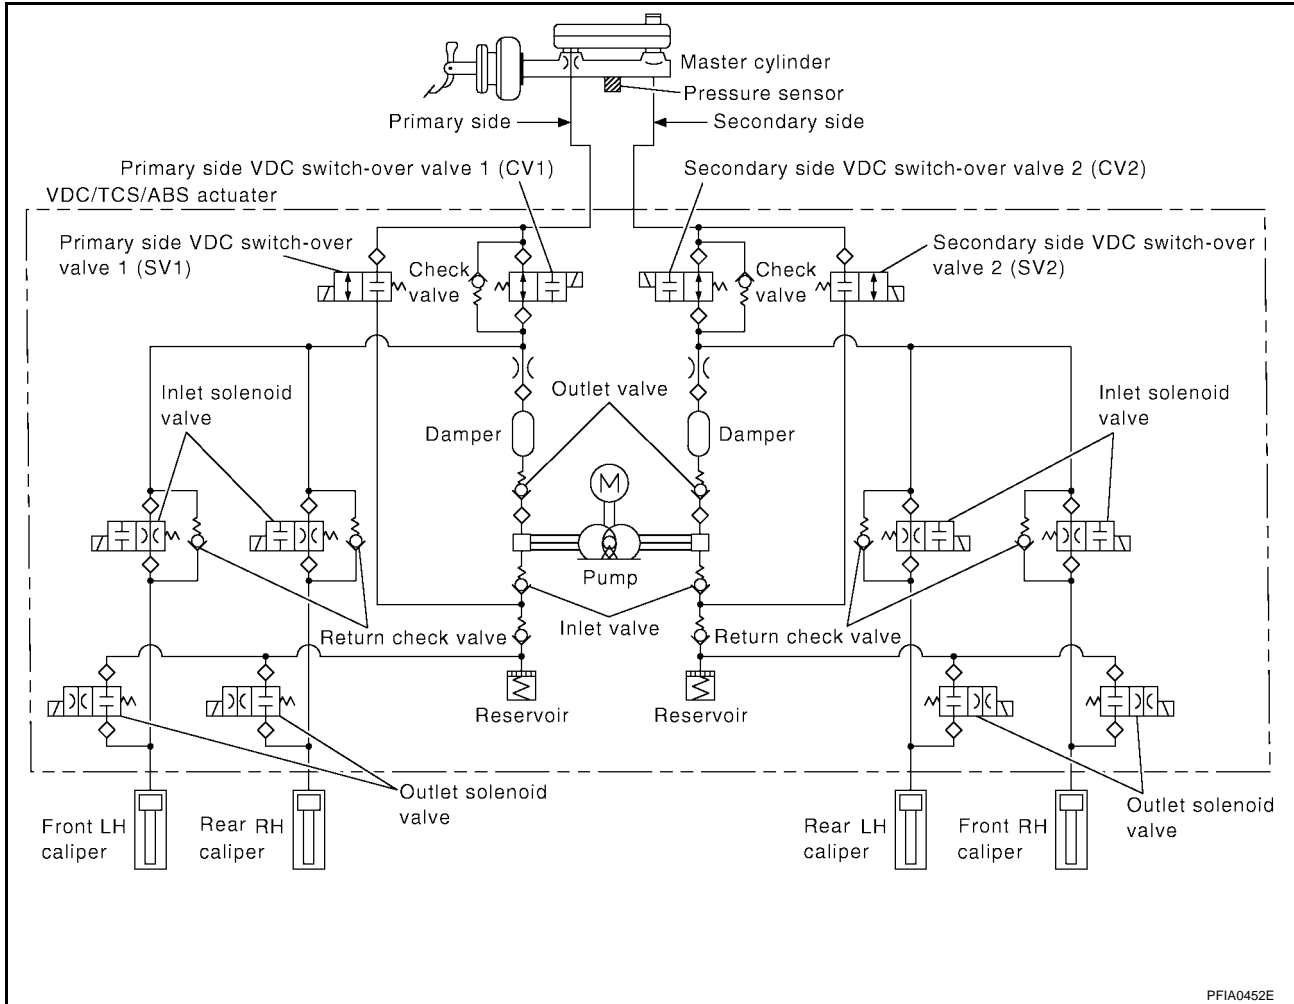 Master cylinder
Pressure sensor
Primary side
Secondary side
Primary side VDC switch-over valve 1 (CV1)
Secondary side VDC switch-over valve 2 (CV2)
VDC/TCS/ABS actuater
Primary side VDC switch-over
valve 1 (SV1)
Check
valve
Check
valve
Secondary side VDC switch-over
valve 2 (SV2)
Inlet solenoid
valve
Outlet valve
Inlet solenoid
valve
Damper
Damper
M
Pump
Return check valve
Inlet valve
Return check valve
Reservoir
Reservoir
Outlet solenoid
valve
Outlet solenoid
valve
Front LH
caliper
Rear RH
caliper
Rear LH
caliper
Front RH
caliper
PFIA0452E